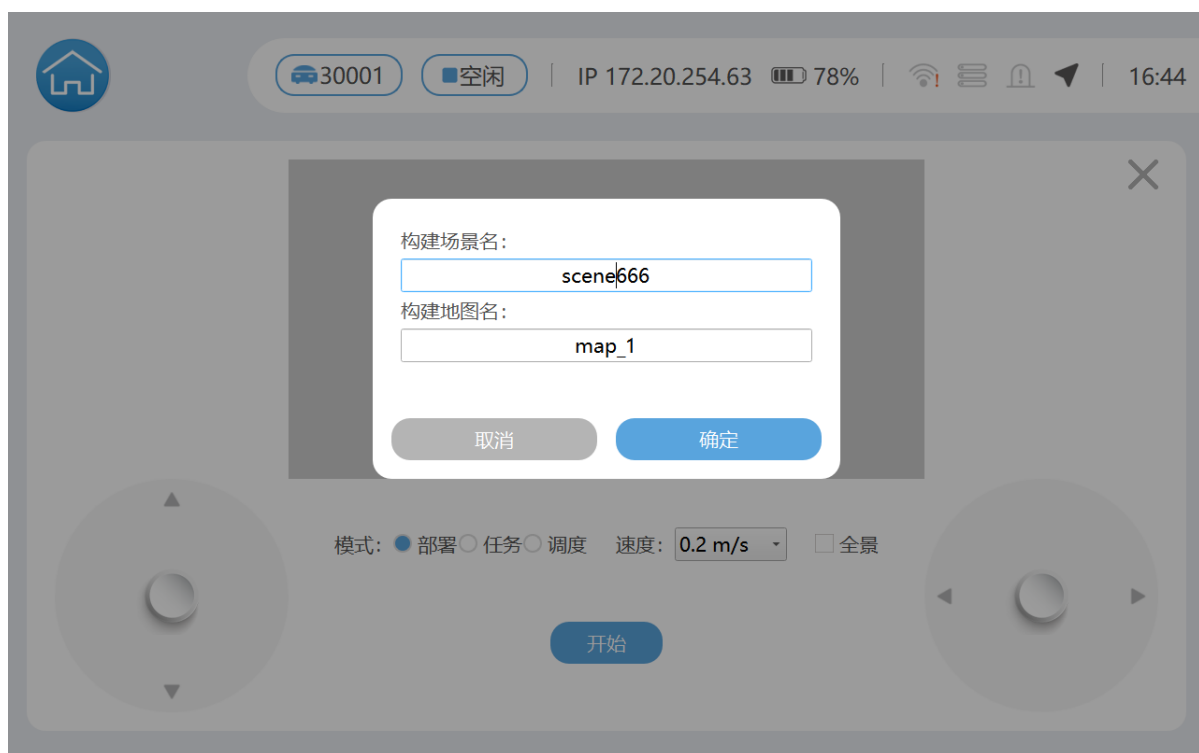 30001 空闲 IP 172.20.254.63 78% 16:44
构建场景名：
scene666
构建地图名：
map_1
取消 确定
模式： 部署 任务 调度 速度： 0.2 m/s 全景
开始